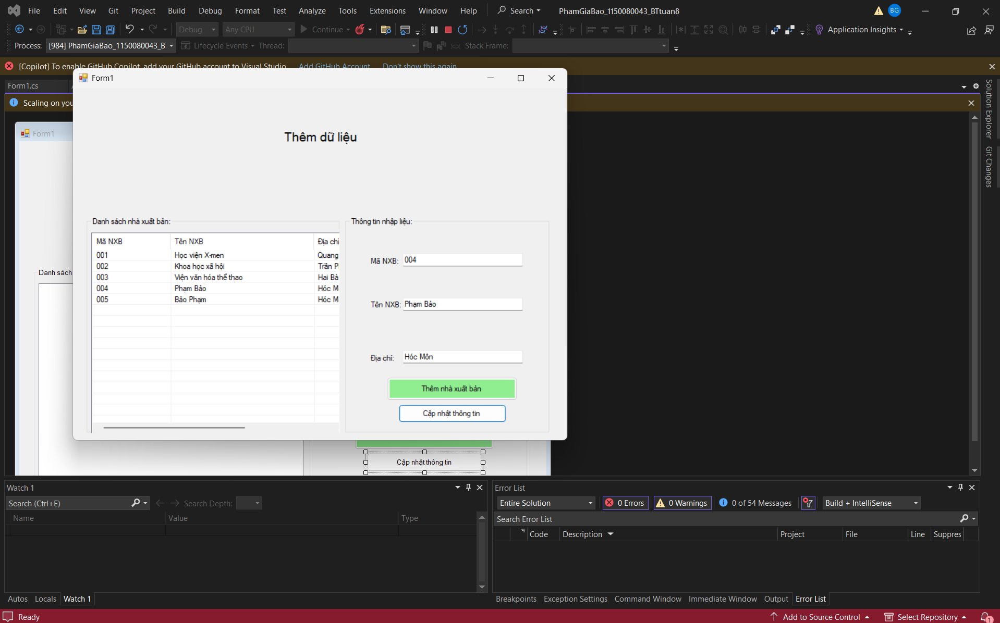 File Edit View Git Project Build Debug Format Test Analyze Tools Extensions Window Help Search PhamGiaBao_1150080043_BTtuan8 BG
Debug Any CPU Continue Application Insights
Process: [984] PhamGiaBao_1150080043_B Lifecycle Events Thread: Stack Frame:
[Copilot] To enable GitHub Copilot, add your GitHub account to Visual Studio Add GitHub Account Don't show this again
Form1.cs
Scaling on you
Form1
Form1
Thêm dữ liệu
Danh sách nhà xuất bản:
Mã NXB Tên NXB Địa chỉ
001 Học viện X-men Quang
002 Khoa học xã hội Trần P
003 Viện văn hóa thể thao Hai Bà
004 Phạm Bảo Hóc M
005 Bảo Phạm Hóc M
Thông tin nhập liệu:
Mã NXB: 004
Tên NXB: Phạm Bảo
Địa chỉ: Hóc Môn
Thêm nhà xuất bản
Cập nhật thông tin
Danh sách
Cập nhật thông tin
Solution Explorer
Git Changes
Watch 1
Search (Ctrl+E) Search Depth:
Name Value Type
Autos Locals Watch 1
Error List
Entire Solution 0 Errors 0 Warnings 0 of 54 Messages Build + IntelliSense
Search Error List
Code Description Project File Line Suppres
Breakpoints Exception Settings Command Window Immediate Window Output Error List
Ready Add to Source Control Select Repository 1